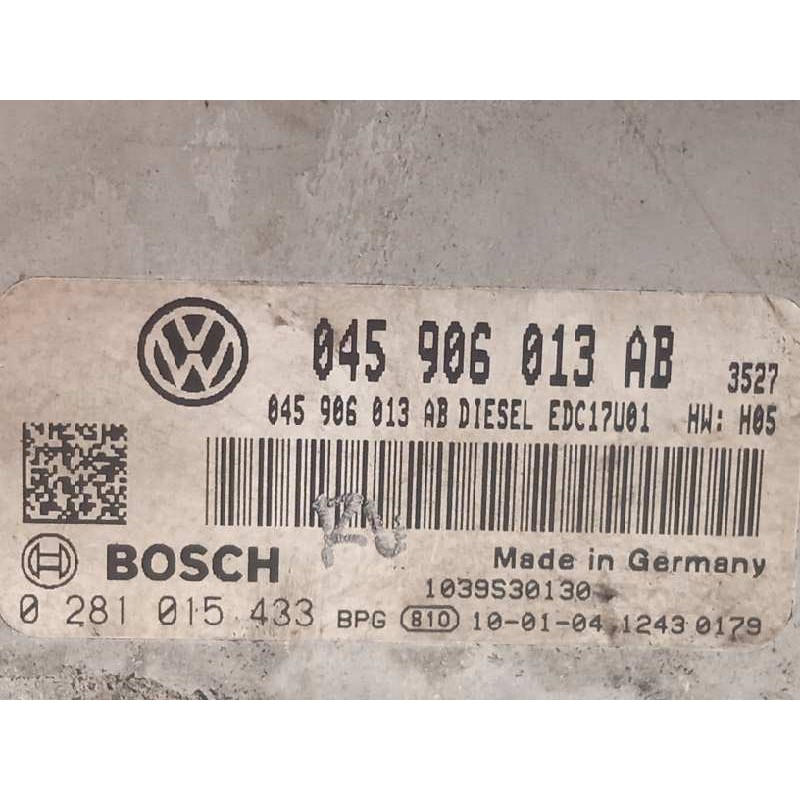 045 906 013 AB 3527
045 906 013 AB DIESEL EDC17U01 HW: H05
BOSCH Made in Germany
1039S30130
0 281 015 433 BPG 810 10-01-04 1243 0179